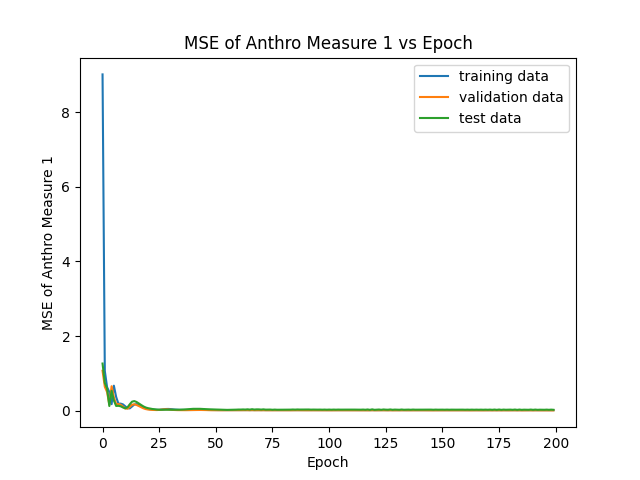 MSE of Anthro Measure 1 vs Epoch
training data
validation data
test data
MSE of Anthro Measure 1
8
6
4
2
0
0 25 50 75 100 125 150 175 200
Epoch